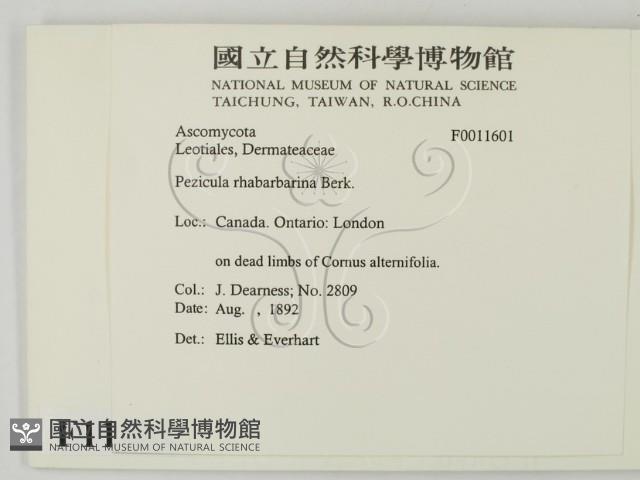 國立自然科學博物館
NATIONAL MUSEUM OF NATURAL SCIENCE
TAICHUNG, TAIWAN, R.O.CHINA
Ascomycota F0011601
Leotiales, Dermateaceae
Pezicula rhabarbarina Berk.
Loc.: Canada. Ontario: London
on dead limbs of Cornus alternifolia.
Col.: J. Dearness; No. 2809
Date: Aug. , 1892
Det.: Ellis & Everhart
國立自然科學博物館
NATIONAL MUSEUM OF NATURAL SCIENCE